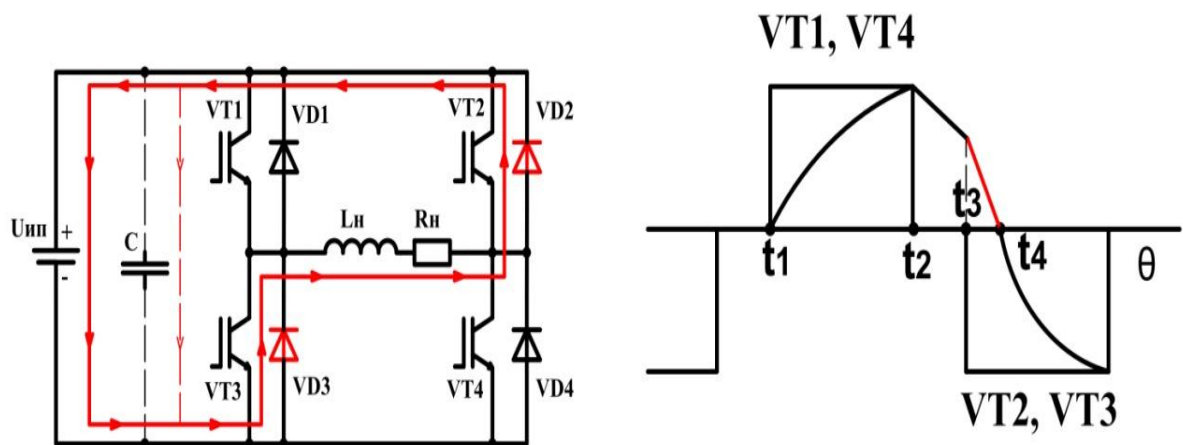 VT1
VD1
VT2
VD2
Uип
+
-
C
Lн
Rн
VT3
VD3
VT4
VD4
VT1, VT4
t1
t2
t3
t4
θ
VT2, VT3